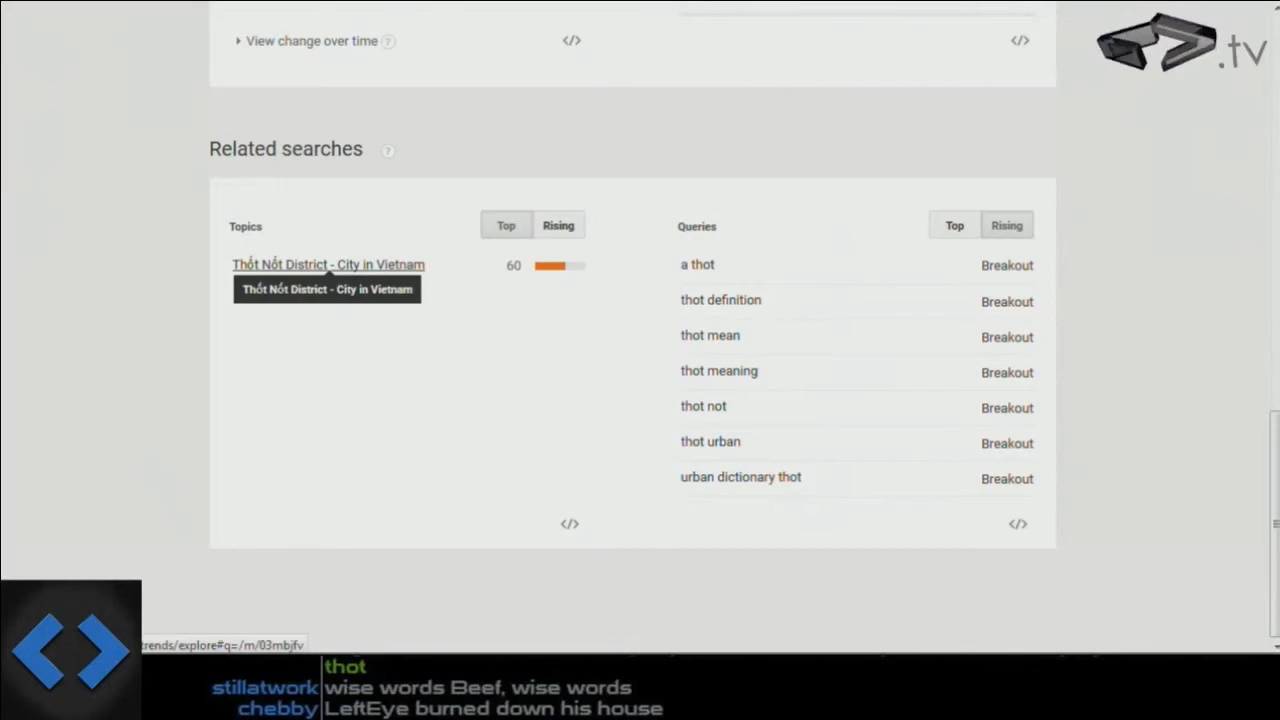 View change over time ?
</>
</>
.tv
Related searches ?
Topics
Top
Rising
Queries
Top
Rising
Thốt Nốt District - City in Vietnam
60
Thốt Nốt District - City in Vietnam
a thot
Breakout
thot definition
Breakout
thot mean
Breakout
thot meaning
Breakout
thot not
Breakout
thot urban
Breakout
urban dictionary thot
Breakout
</>
</>
trends/explore#q=/m/03mbjfv
thot
stillatwork wise words Beef, wise words
chebby LeftEye burned down his house